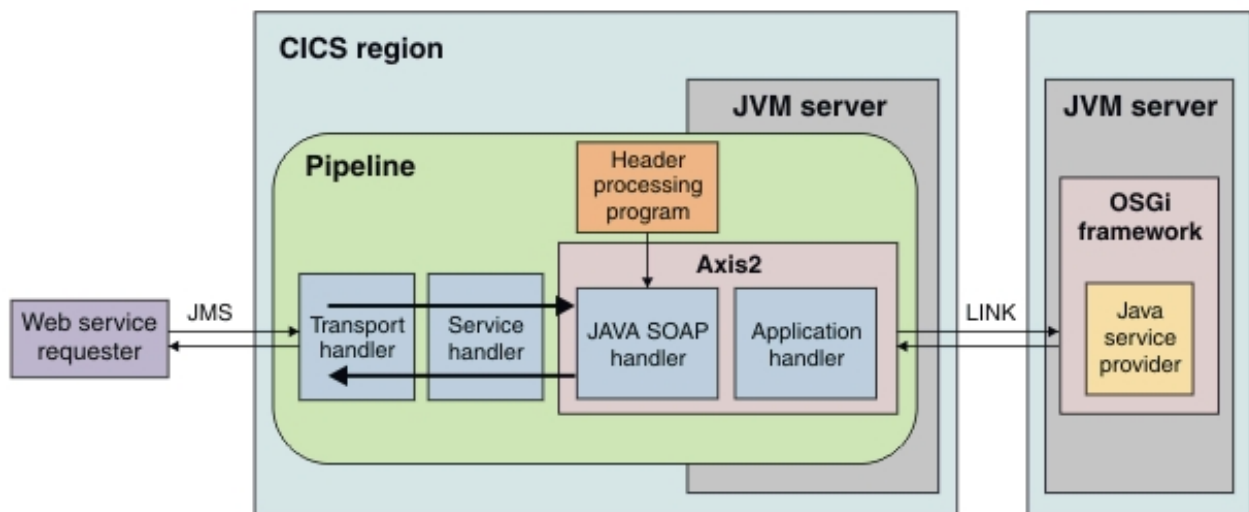 CICS region
JVM server
JVM server
Pipeline
Header
processing
program
OSGi
framework
Axis2
Web service
requester
JMS
Transport
handler
Service
handler
JAVA SOAP
handler
Application
handler
LINK
Java
service
provider